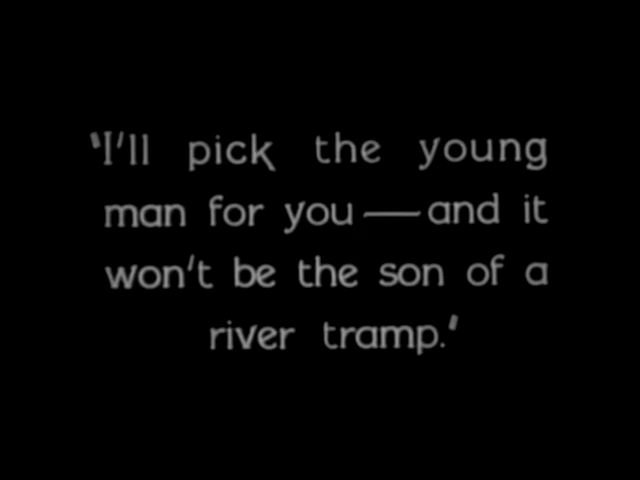 "I'll pick the young
man for you — and it
won't be the son of a
river tramp."